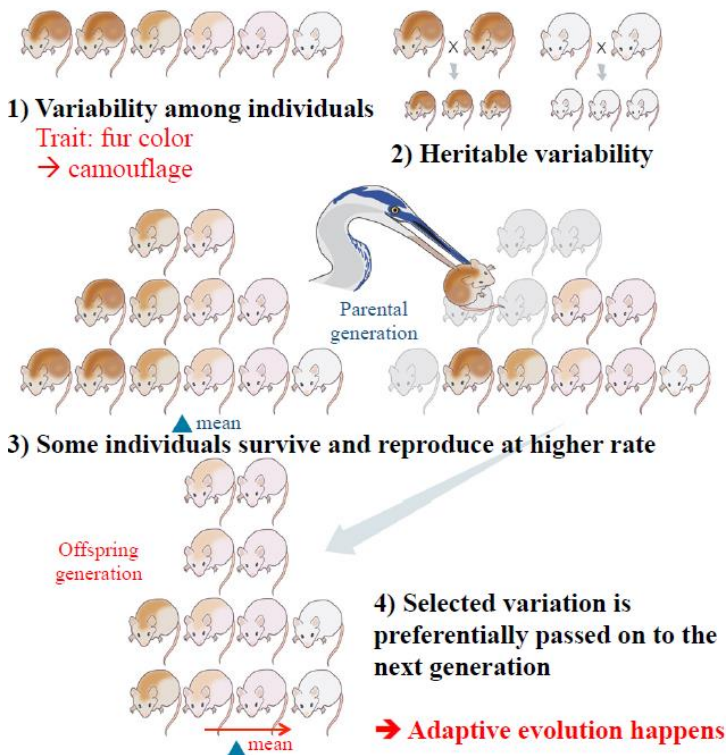 X
X
1) Variability among individuals
Trait: fur color
→ camouflage
2) Heritable variability
Parental
generation
mean
3) Some individuals survive and reproduce at higher rate
Offspring
generation
4) Selected variation is
preferentially passed on to the
next generation
mean
➔ Adaptive evolution happens